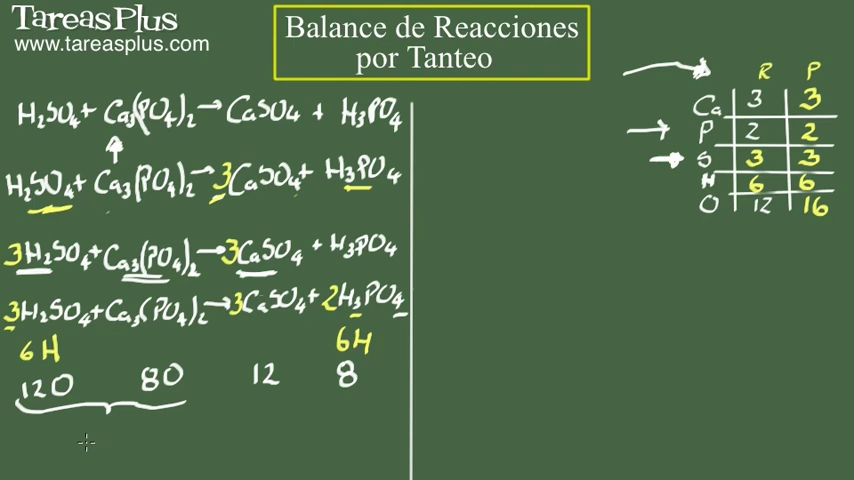 TareasPlus
www.tareasplus.com
Balance de Reacciones
por Tanteo
H₂SO₄+ Ca₃(PO₄)₂→CaSO₄ + H₃PO₄
H₂SO₄+ Ca₃(PO₄)₂→3CaSO₄+ H₃PO₄
3H₂SO₄+Ca₃(PO₄)₂→3CaSO₄ +H₃PO₄
3H₂SO₄+Ca₃(PO₄)₂→3CaSO₄+2H₃PO₄
6H 6H
12O 8O 12 8
R P
Ca 3 3
P 2 2
S 3 3
H 6 6
O 12 16